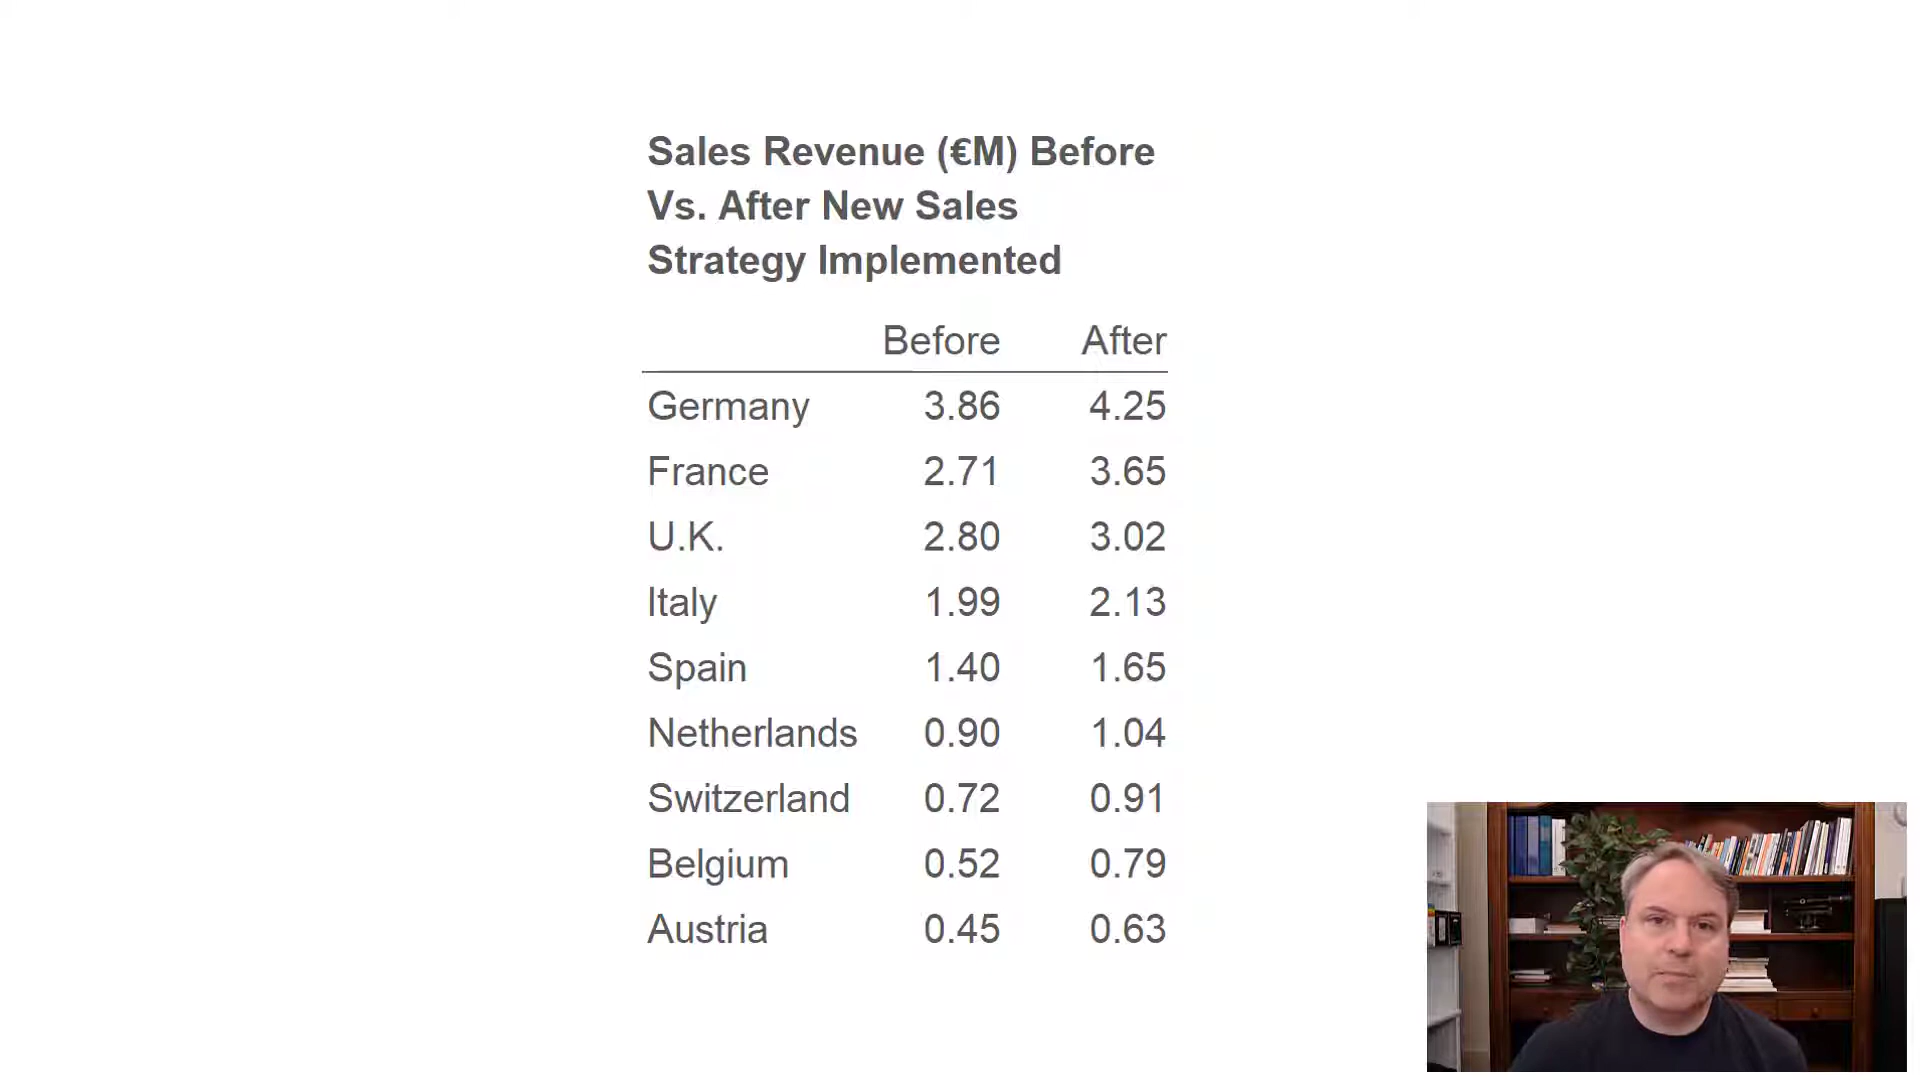 Sales Revenue (€M) Before
Vs. After New Sales
Strategy Implemented
Before After
Germany 3.86 4.25
France 2.71 3.65
U.K. 2.80 3.02
Italy 1.99 2.13
Spain 1.40 1.65
Netherlands 0.90 1.04
Switzerland 0.72 0.91
Belgium 0.52 0.79
Austria 0.45 0.63